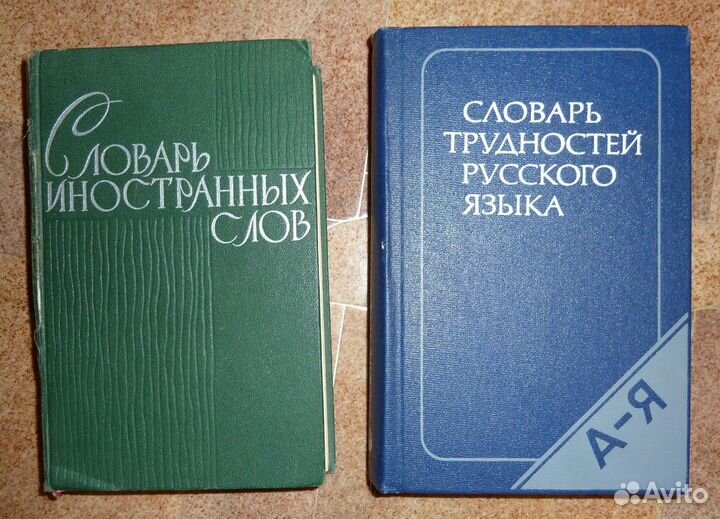 Словарь
иностранных
слов
СЛОВАРЬ
ТРУДНОСТЕЙ
РУССКОГО
ЯЗЫКА
А-Я
Avito